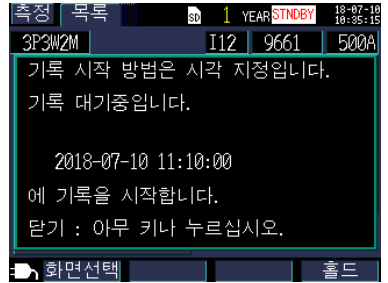 측정 목록 SD 1 YEAR STNDBY 18-07-10
10:35:15
3P3W2M I12 9661 500A
기록 시작 방법은 시각 지정입니다.
기록 대기중입니다.
2018-07-10 11:10:00
에 기록을 시작합니다.
닫기 : 아무 키나 누르십시오.
화면선택 홀드